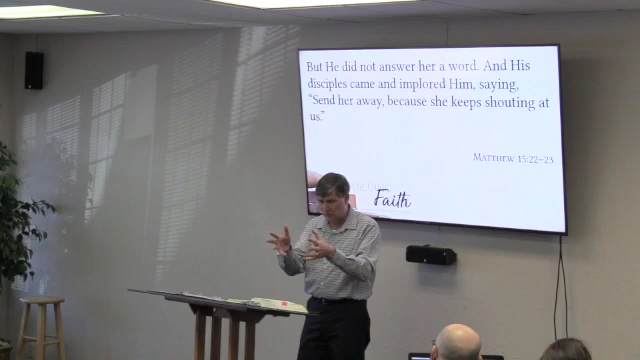 But He did not answer her a word. And His
disciples came and implored Him, saying,
“Send her away, because she keeps shouting at
us.”
Matthew 15:22–23
Faith